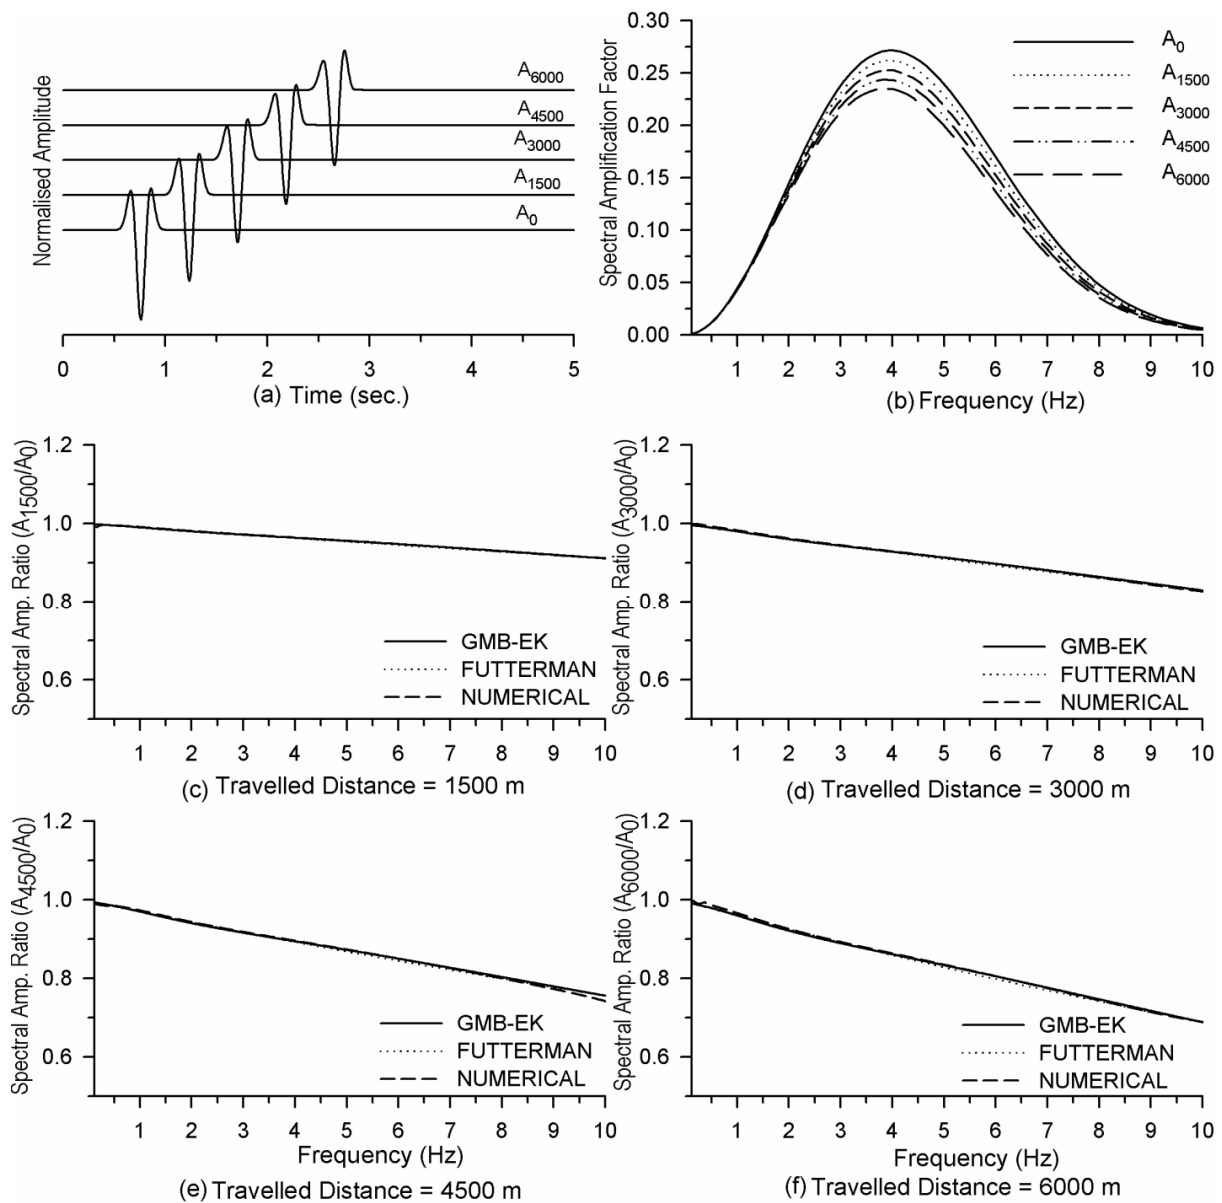 Normalised Amplitude
A6000
A4500
A3000
A1500
A0
0 1 2 3 4 5
(a) Time (sec.)
Spectral Amplification Factor
0.30
0.25
0.20
0.15
0.10
0.05
0.00
A0
A1500
A3000
A4500
A6000
1 2 3 4 5 6 7 8 9 10
(b) Frequency (Hz)
Spectral Amp. Ratio (A1500/A0)
1.2
1.0
0.8
0.6
GMB-EK
FUTTERMAN
NUMERICAL
1 2 3 4 5 6 7 8 9 10
(c) Travelled Distance = 1500 m
Spectral Amp. Ratio (A3000/A0)
1.2
1.0
0.8
0.6
GMB-EK
FUTTERMAN
NUMERICAL
1 2 3 4 5 6 7 8 9 10
(d) Travelled Distance = 3000 m
Spectral Amp. Ratio (A4500/A0)
1.2
1.0
0.8
0.6
GMB-EK
FUTTERMAN
NUMERICAL
1 2 3 4 5 6 7 8 9 10
Frequency (Hz)
(e) Travelled Distance = 4500 m
Spectral Amp. Ratio (A6000/A0)
1.2
1.0
0.8
0.6
GMB-EK
FUTTERMAN
NUMERICAL
1 2 3 4 5 6 7 8 9 10
Frequency (Hz)
(f) Travelled Distance = 6000 m